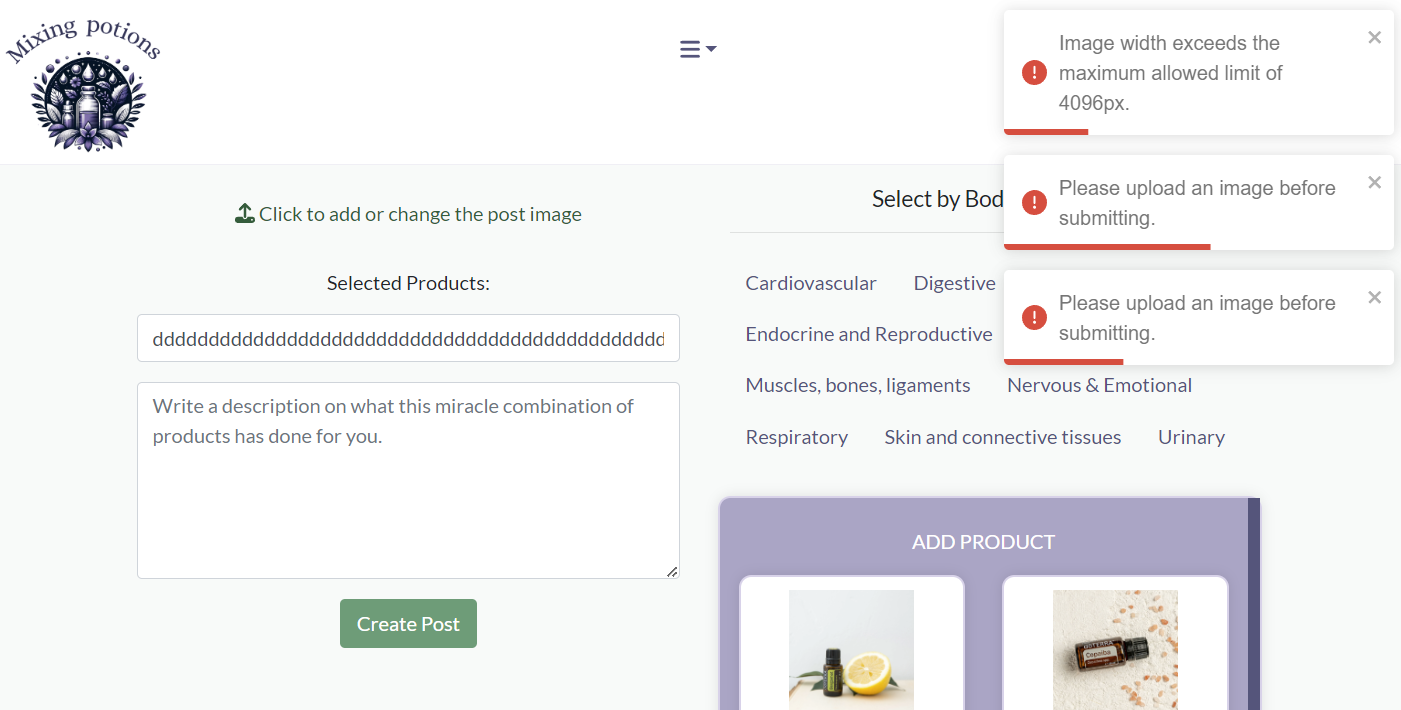 Mixing potions
Image width exceeds the
maximum allowed limit of
4096px.
Please upload an image before
submitting.
Please upload an image before
submitting.
Click to add or change the post image
Selected Products:
dddddddddddddddddddddddddddddddddddddddddddddd
Write a description on what this miracle combination of
products has done for you.
Create Post
Select by Bod
Cardiovascular Digestive
Endocrine and Reproductive
Muscles, bones, ligaments Nervous & Emotional
Respiratory Skin and connective tissues Urinary
ADD PRODUCT
Copaiba